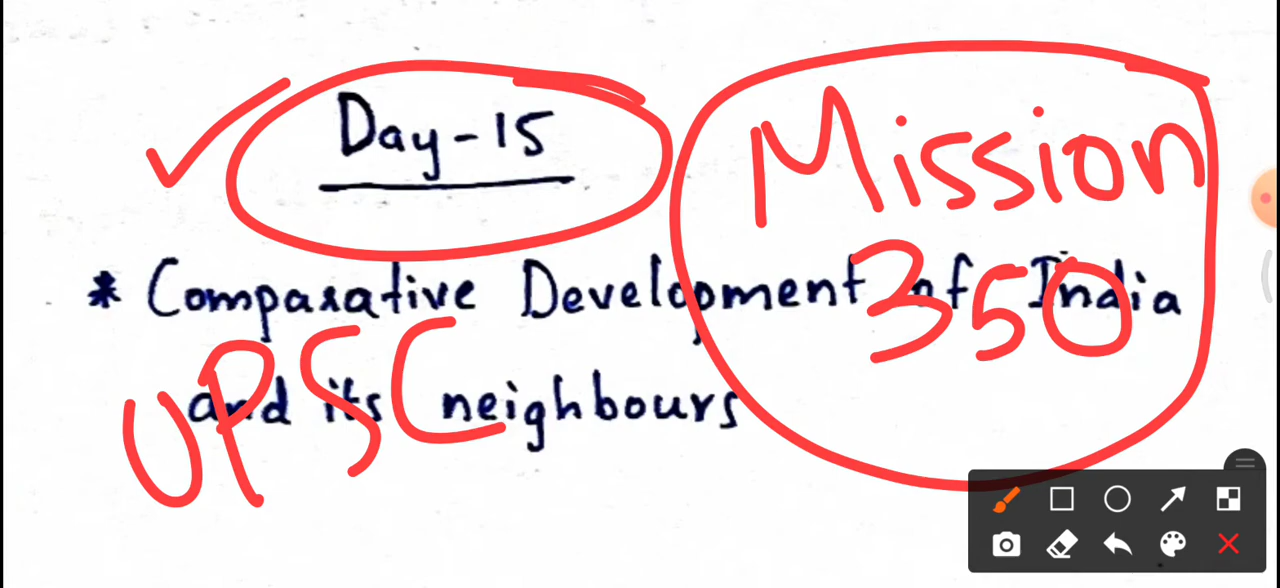 Day-15
Mission
* Comparative Development of India
350
and its neighbours
UPSC